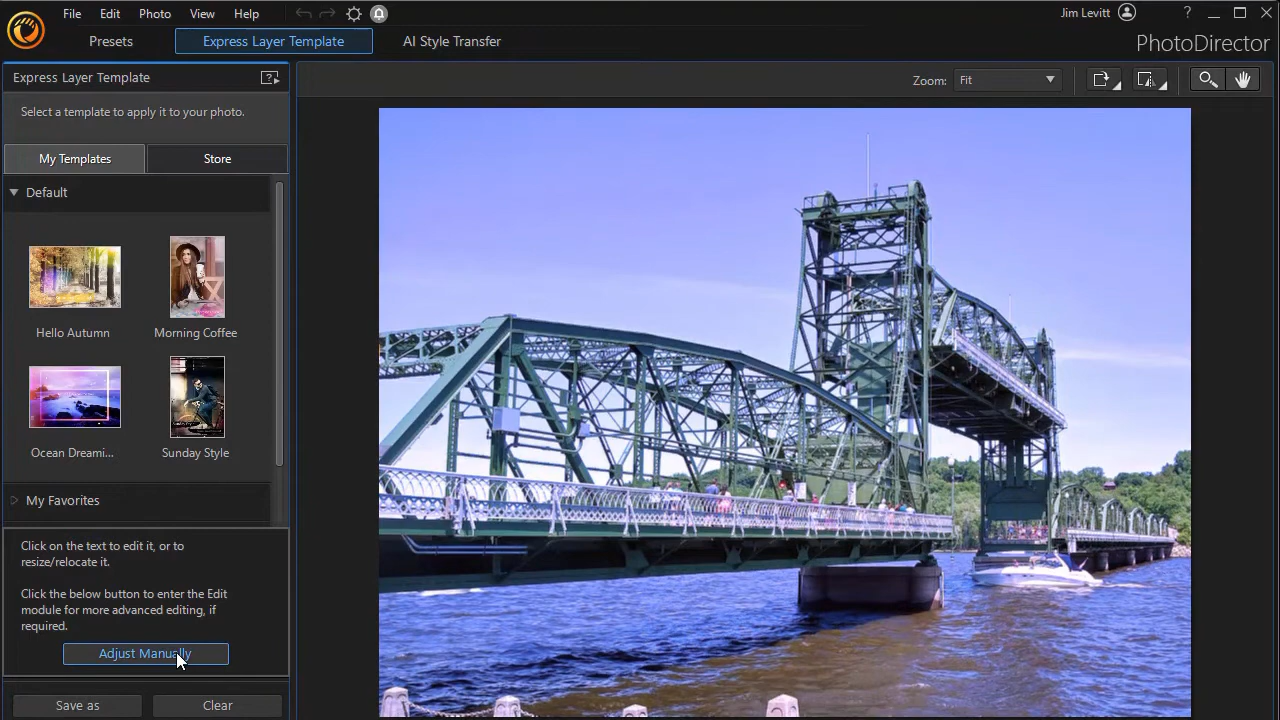 File Edit Photo View Help
Jim Levitt
?
Presets
Express Layer Template
AI Style Transfer
PhotoDirector
Express Layer Template
?
Zoom: Fit
Select a template to apply it to your photo.
My Templates
Store
Default
Hello Autumn
Morning Coffee
Ocean Dreami...
Sunday Style
My Favorites
Click on the text to edit it, or to
resize/relocate it.
Click the below button to enter the Edit
module for more advanced editing, if
required.
Adjust Manually
Save as
Clear